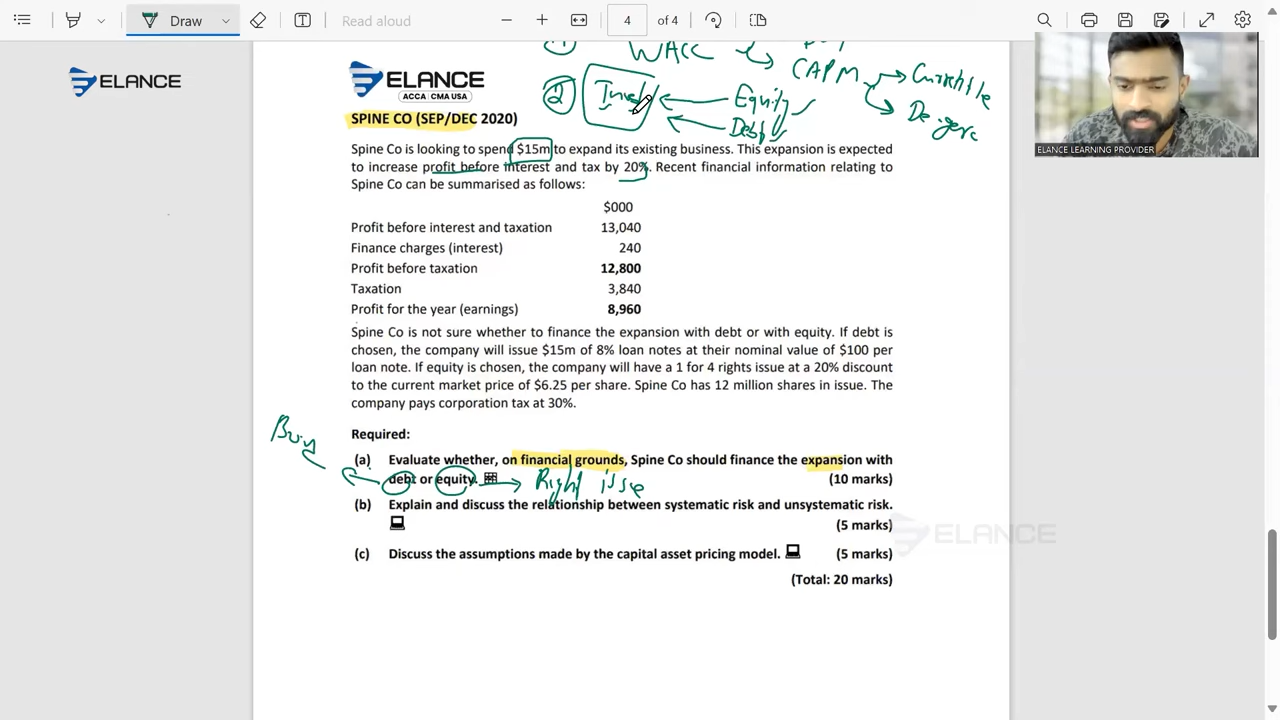 Draw
Read aloud
4
of 4
ELANCE
ELANCE
ACCA | CMA USA
①
WACC
CAPM
② Equity
Debt
ELANCE LEARNING PROVIDER
SPINE CO (SEP/DEC 2020)
Spine Co is looking to spend $15m to expand its existing business. This expansion is expected
to increase profit before interest and tax by 20%. Recent financial information relating to
Spine Co can be summarised as follows:
$000
Profit before interest and taxation 13,040
Finance charges (interest) 240
Profit before taxation 12,800
Taxation 3,840
Profit for the year (earnings) 8,960
Spine Co is not sure whether to finance the expansion with debt or with equity. If debt is
chosen, the company will issue $15m of 8% loan notes at their nominal value of $100 per
loan note. If equity is chosen, the company will have a 1 for 4 rights issue at a 20% discount
to the current market price of $6.25 per share. Spine Co has 12 million shares in issue. The
company pays corporation tax at 30%.
Required:
(a) Evaluate whether, on financial grounds, Spine Co should finance the expansion with
debt or equity. (10 marks)
Right issue
(b) Explain and discuss the relationship between systematic risk and unsystematic risk.
(5 marks)
ELANCE
(c) Discuss the assumptions made by the capital asset pricing model. (5 marks)
(Total: 20 marks)